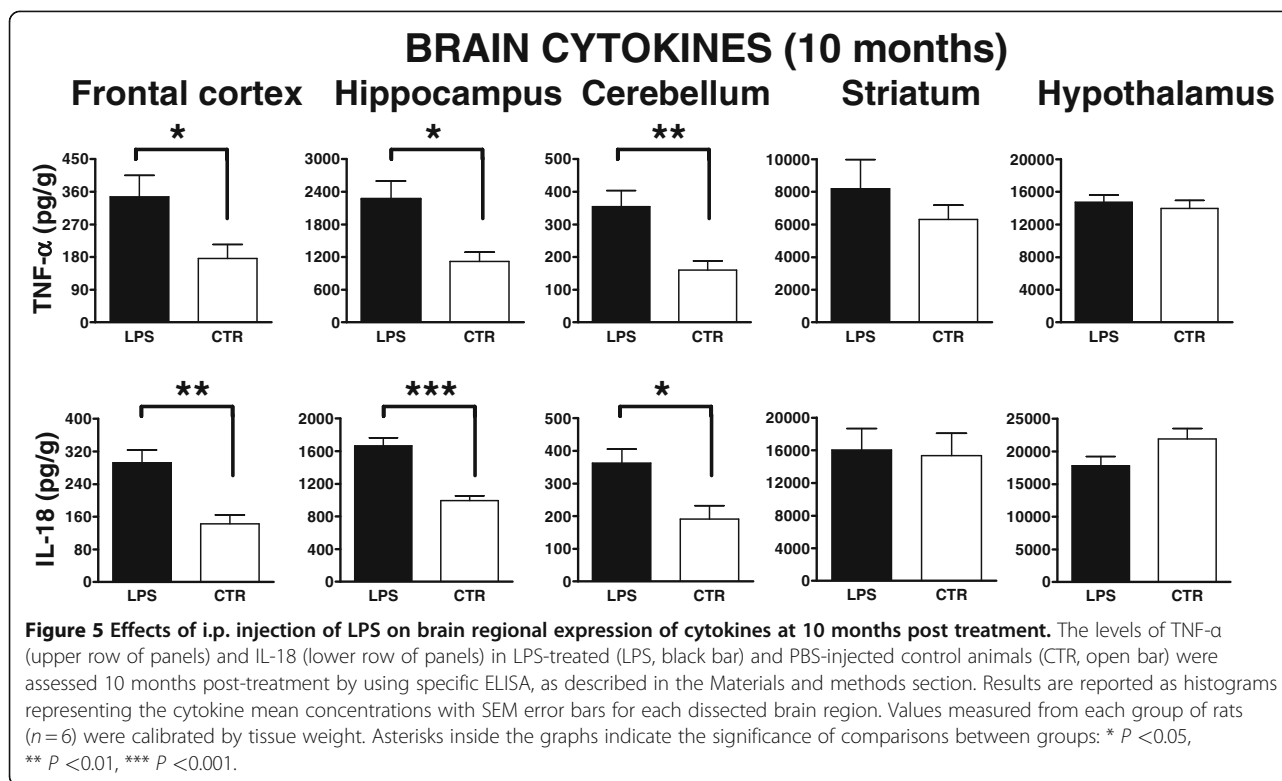 BRAIN CYTOKINES (10 months)
Frontal cortex Hippocampus Cerebellum Striatum Hypothalamus
* * **
TNF-α (pg/g)
450 360 270 180 90 0
LPS CTR
3000 2400 1800 1200 600 0
LPS CTR
500 400 300 200 100 0
LPS CTR
10000 8000 6000 4000 2000 0
LPS CTR
20000 16000 12000 8000 4000 0
LPS CTR
** *** *
IL-18 (pg/g)
400 320 240 160 80 0
LPS CTR
2000 1600 1200 800 400 0
LPS CTR
500 400 300 200 100 0
LPS CTR
20000 16000 12000 8000 4000 0
LPS CTR
25000 20000 15000 10000 5000 0
LPS CTR
Figure 5 Effects of i.p. injection of LPS on brain regional expression of cytokines at 10 months post treatment. The levels of TNF-α
(upper row of panels) and IL-18 (lower row of panels) in LPS-treated (LPS, black bar) and PBS-injected control animals (CTR, open bar) were
assessed 10 months post-treatment by using specific ELISA, as described in the Materials and methods section. Results are reported as histograms
representing the cytokine mean concentrations with SEM error bars for each dissected brain region. Values measured from each group of rats
(n = 6) were calibrated by tissue weight. Asterisks inside the graphs indicate the significance of comparisons between groups: * P <0.05,
** P <0.01, *** P <0.001.